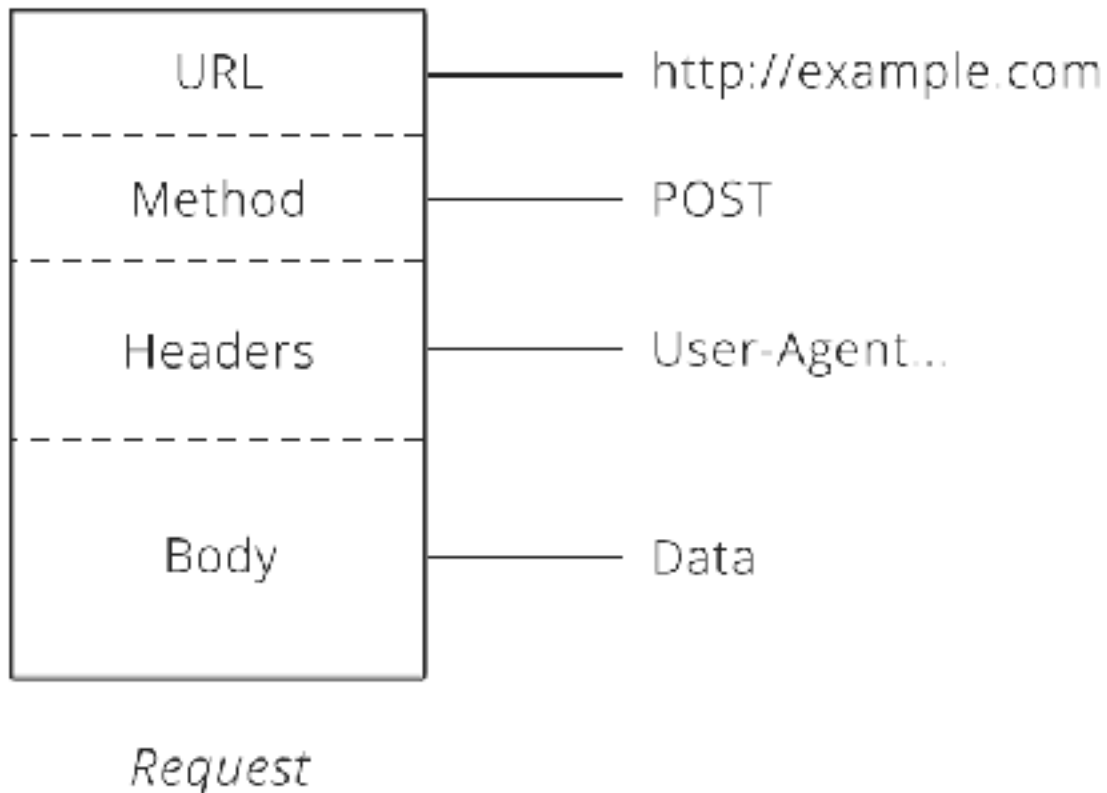 URL http://example.com
Method POST
Headers User-Agent...
Body Data
Request